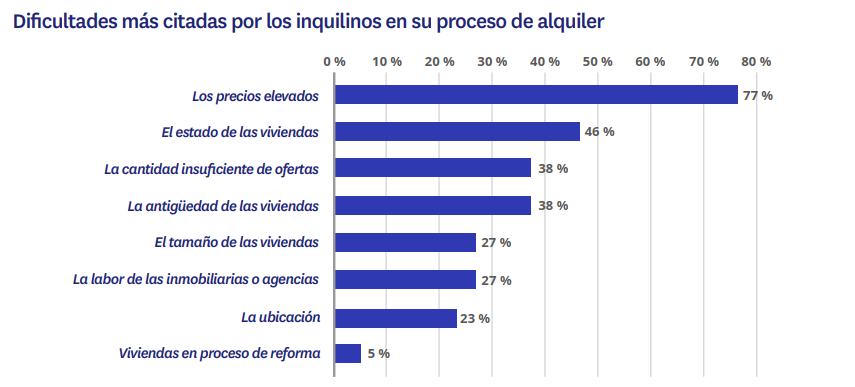 Dificultades más citadas por los inquilinos en su proceso de alquiler
0 % 10 % 20 % 30 % 40 % 50 % 60 % 70 % 80 %
Los precios elevados 77 %
El estado de las viviendas 46 %
La cantidad insuficiente de ofertas 38 %
La antigüedad de las viviendas 38 %
El tamaño de las viviendas 27 %
La labor de las inmobiliarias o agencias 27 %
La ubicación 23 %
Viviendas en proceso de reforma 5 %